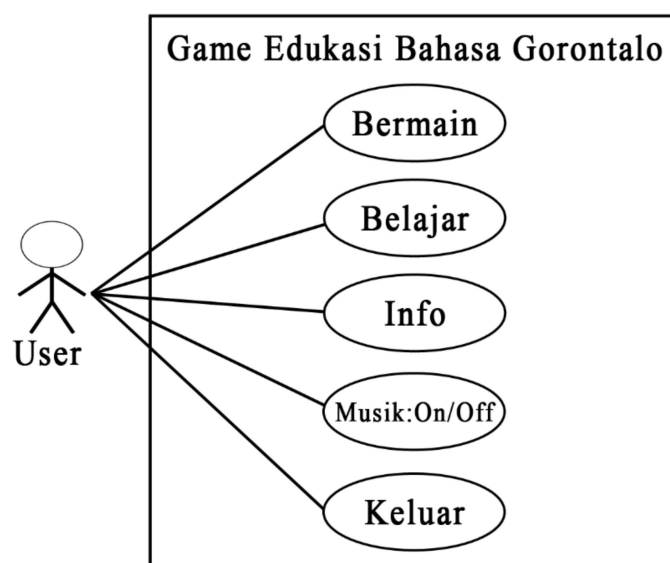 Game Edukasi Bahasa Gorontalo
Bermain
Belajar
Info
Musik:On/Off
Keluar
User